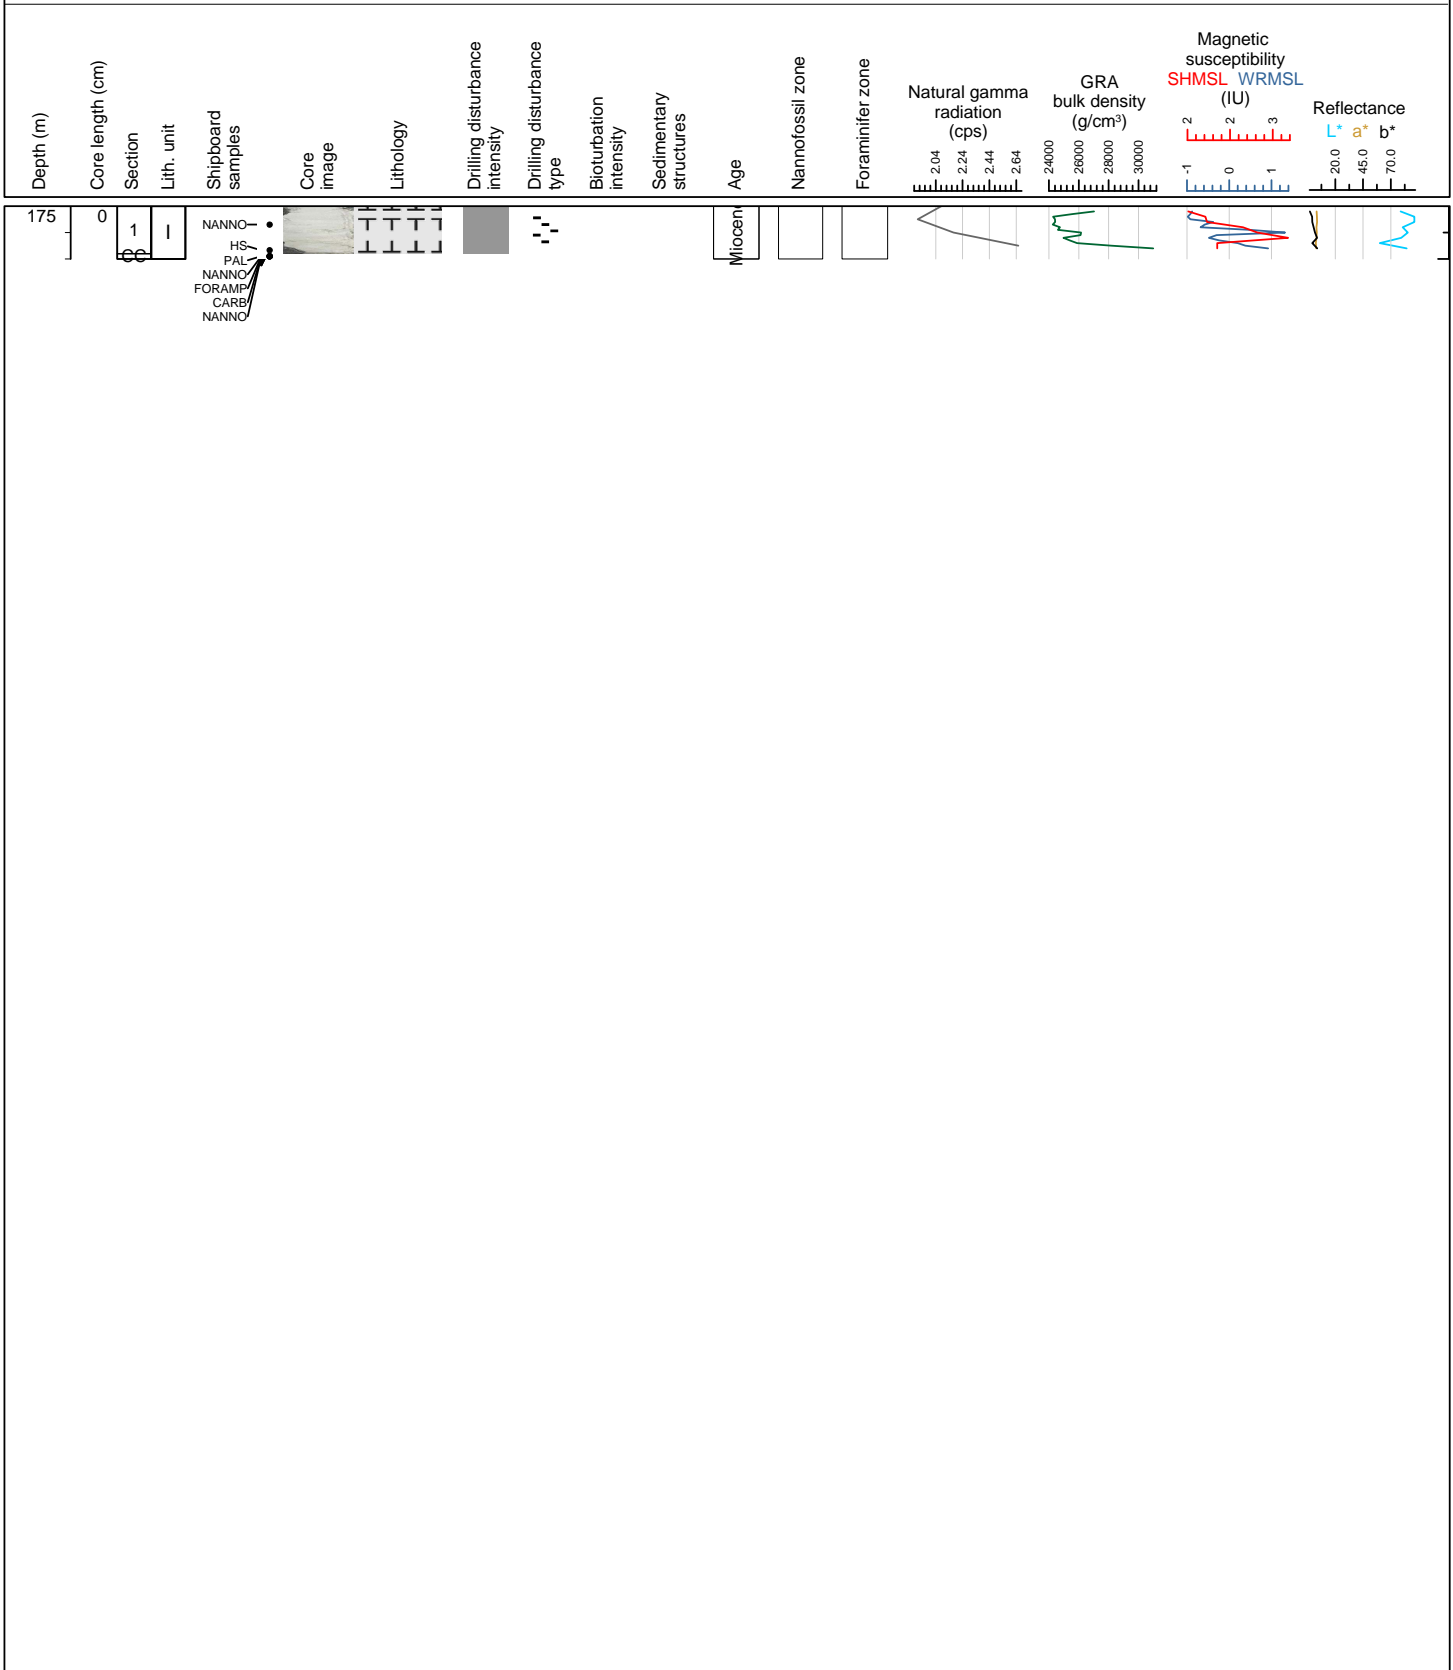 Depth (m)
Core length (cm)
Section
Lith. unit
Shipboard
samples
Core
image
Lithology
Drilling disturbance
intensity
Drilling disturbance
type
Bioturbation
intensity
Sedimentary
structures
Age
Nannofossil zone
Foraminifer zone
Natural gamma
radiation
(cps)
2.04 2.24 2.44 2.64
GRA
bulk density
(g/cm³)
24000 26000 28000 30000
Magnetic
susceptibility
SHMSL WRMSL
(IU)
2 2 3
-1 0 1
Reflectance
L* a* b*
20.0 45.0 70.0
175
0
1
CC
I
NANNO
HS
PAL
NANNO
FORAMP
CARB
NANNO
Miocen